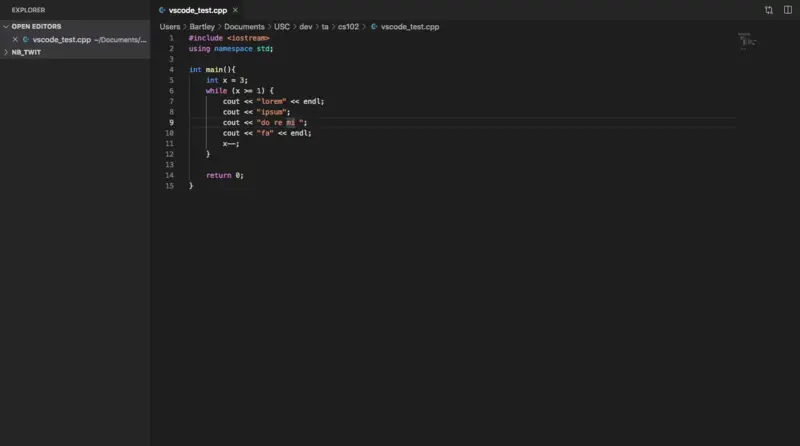 EXPLORER
OPEN EDITORS
vscode_test.cpp ~/Documents/...
NB_TWIT
vscode_test.cpp
Users > Bartley > Documents > USC > dev > ta > cs102 > vscode_test.cpp
1 #include <iostream>
2 using namespace std;
3
4 int main(){
5 int x = 3;
6 while (x >= 1) {
7 cout << "lorem" << endl;
8 cout << "ipsum";
9 cout << "do re mi ";
10 cout << "fa" << endl;
11 x--;
12 }
13
14 return 0;
15 }